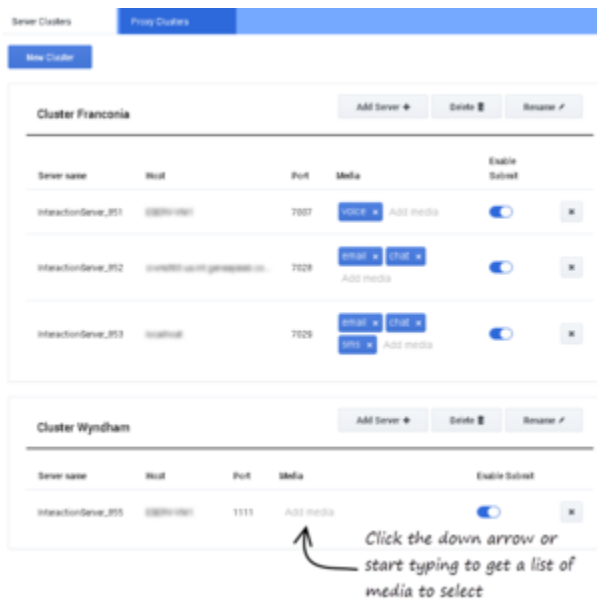 Server Clusters Proxy Clusters
New Cluster
Cluster Franconia Add Server + Delete Rename
Enable
Server name Host Port Media Submit
InteractionServer_851 7007 voice × Add media ×
InteractionServer_852 7028 email × chat × ×
Add media
InteractionServer_853 7029 email × chat × ×
sms × Add media
Cluster Wyndham Add Server + Delete Rename
Server name Host Port Media Enable Submit
InteractionServer_855 1111 Add media ×
Click the down arrow or
start typing to get a list of
media to select